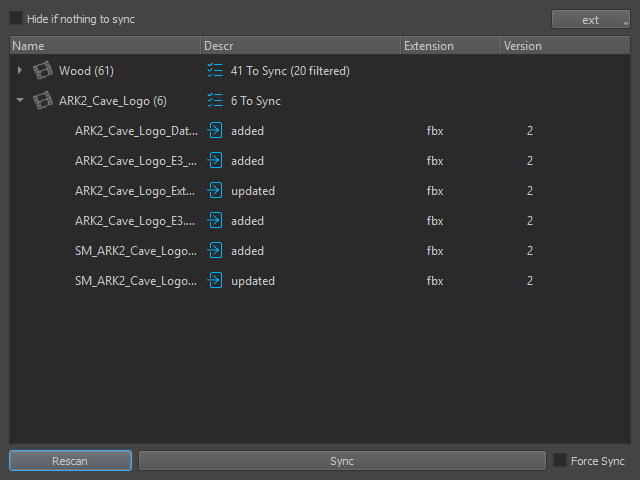 Hide if nothing to sync
ext
Name Descr Extension Version
Wood (61) 41 To Sync (20 filtered)
ARK2_Cave_Logo (6) 6 To Sync
ARK2_Cave_Logo_Dat... added fbx 2
ARK2_Cave_Logo_E3_... added fbx 2
ARK2_Cave_Logo_Ext... updated fbx 2
ARK2_Cave_Logo_E3.... added fbx 2
SM_ARK2_Cave_Logo... added fbx 2
SM_ARK2_Cave_Logo... updated fbx 2
Rescan Sync Force Sync